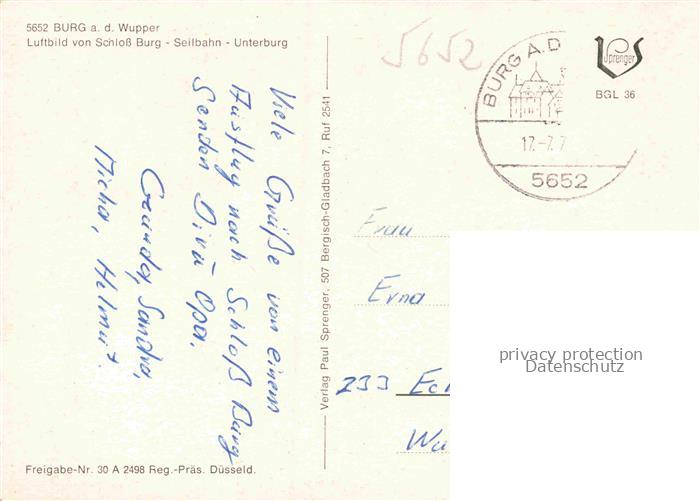 5652 BURG a. d. Wupper
Luftbild von Schloß Burg - Seilbahn - Unterburg
5652
BURG A.D
17.-7.7
5652
Sprenger
BGL 36
Viele Grüße von einem
Ausflug nach Schloß Burg
Senden Dir
Opa.
Sandra,
Micha, Helmut.
Verlag Paul Sprenger, 507 Bergisch-Gladbach 7, Ruf 2541
Frau
Erna
233 Eck
privacy protection
Datenschutz
Freigabe-Nr. 30 A 2498 Reg.-Präs. Düsseld.